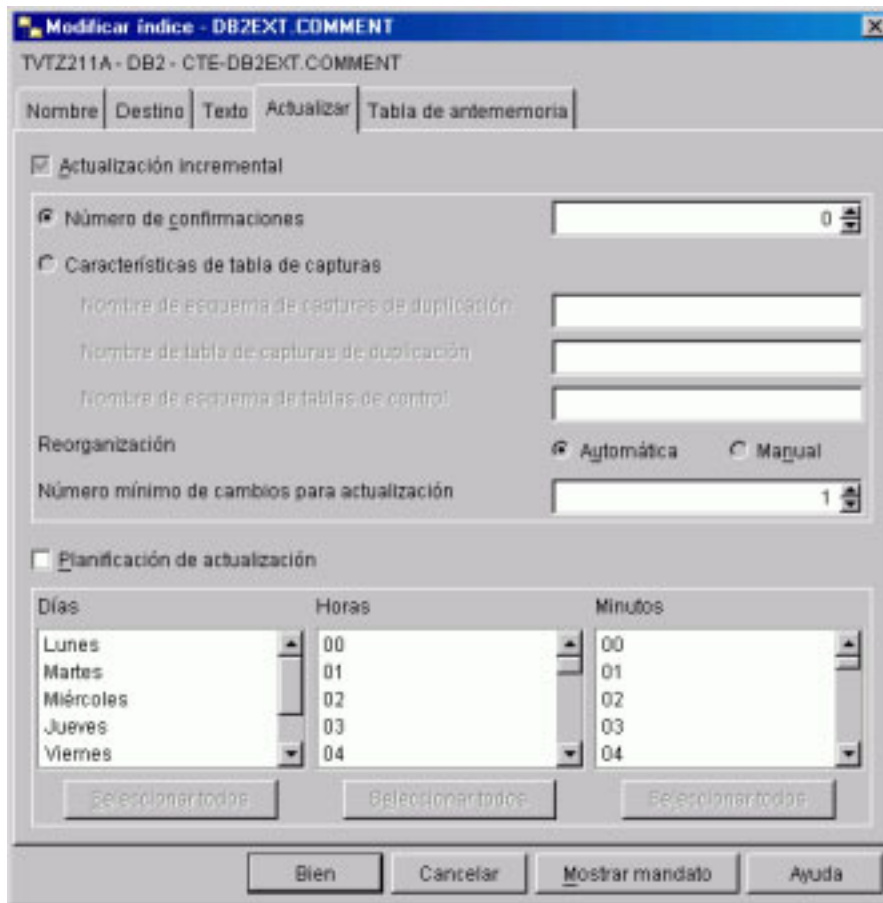 Modificar índice - DB2EXT.COMMENT
TVTZ211A - DB2 - CTE-DB2EXT.COMMENT
Nombre Destino Texto Actualizar Tabla de antememoria
Actualización incremental
Número de confirmaciones 0
Características de tabla de capturas
Nombre de esquema de capturas de duplicación
Nombre de tabla de capturas de duplicación
Nombre de esquema de tablas de control
Reorganización Automática Manual
Número mínimo de cambios para actualización 1
Planificación de actualización
Días Horas Minutos
Lunes 00 00
Martes 01 01
Miércoles 02 02
Jueves 03 03
Viernes 04 04
Seleccionar todos Seleccionar todos Seleccionar todos
Bien Cancelar Mostrar mandato Ayuda